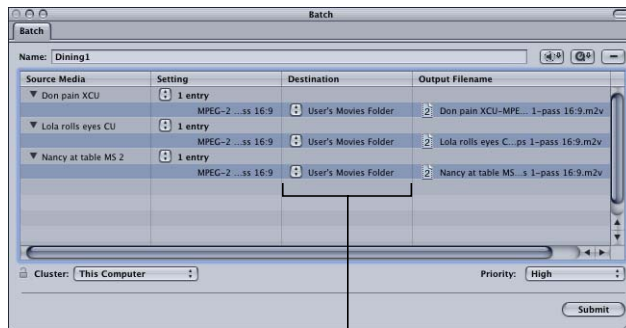 Batch
Batch
Name: Dining1
Source Media Setting Destination Output Filename
Don pain XCU 1 entry
MPEG-2 ...ss 16:9 User's Movies Folder 2 Don pain XCU-MPE... 1-pass 16:9.m2v
Lola rolls eyes CU 1 entry
MPEG-2 ...ss 16:9 User's Movies Folder 2 Lola rolls eyes C...ps 1-pass 16:9.m2v
Nancy at table MS 2 1 entry
MPEG-2 ...ss 16:9 User's Movies Folder 2 Nancy at table MS...s 1-pass 16:9.m2v
Cluster: This Computer Priority: High
Submit